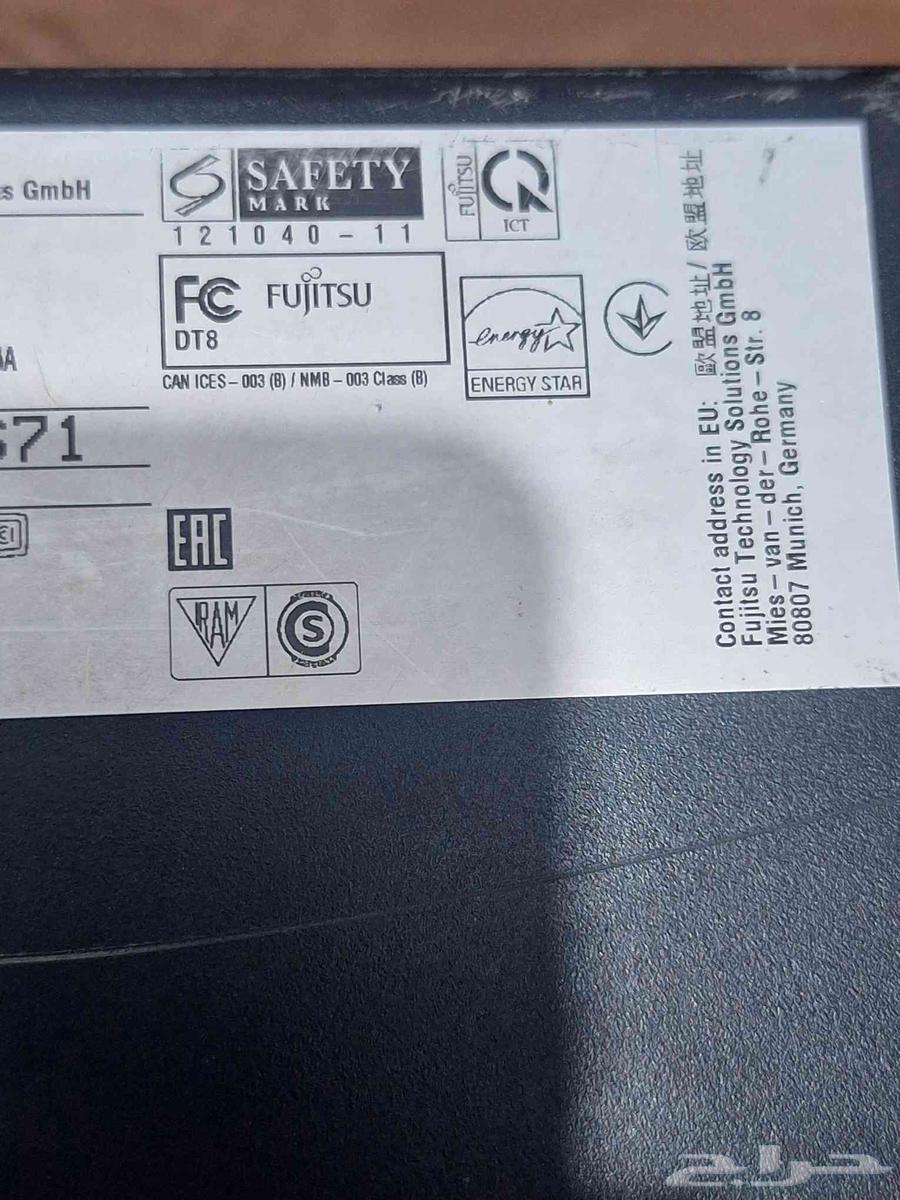 s GmbH
SAFETY
MARK
121040-11
FUJITSU
ICT
FC
FUJITSU
DT8
CAN ICES-003 (B) / NMB-003 Class (B)
energy
ENERGY STAR
71
EAC
IRAM
S
Contact address in EU: 歐盟地址/ 欧盟地址
Fujitsu Technology Solutions GmbH
Mies-van-der-Rohe-Str. 8
80807 Munich, Germany
حراج